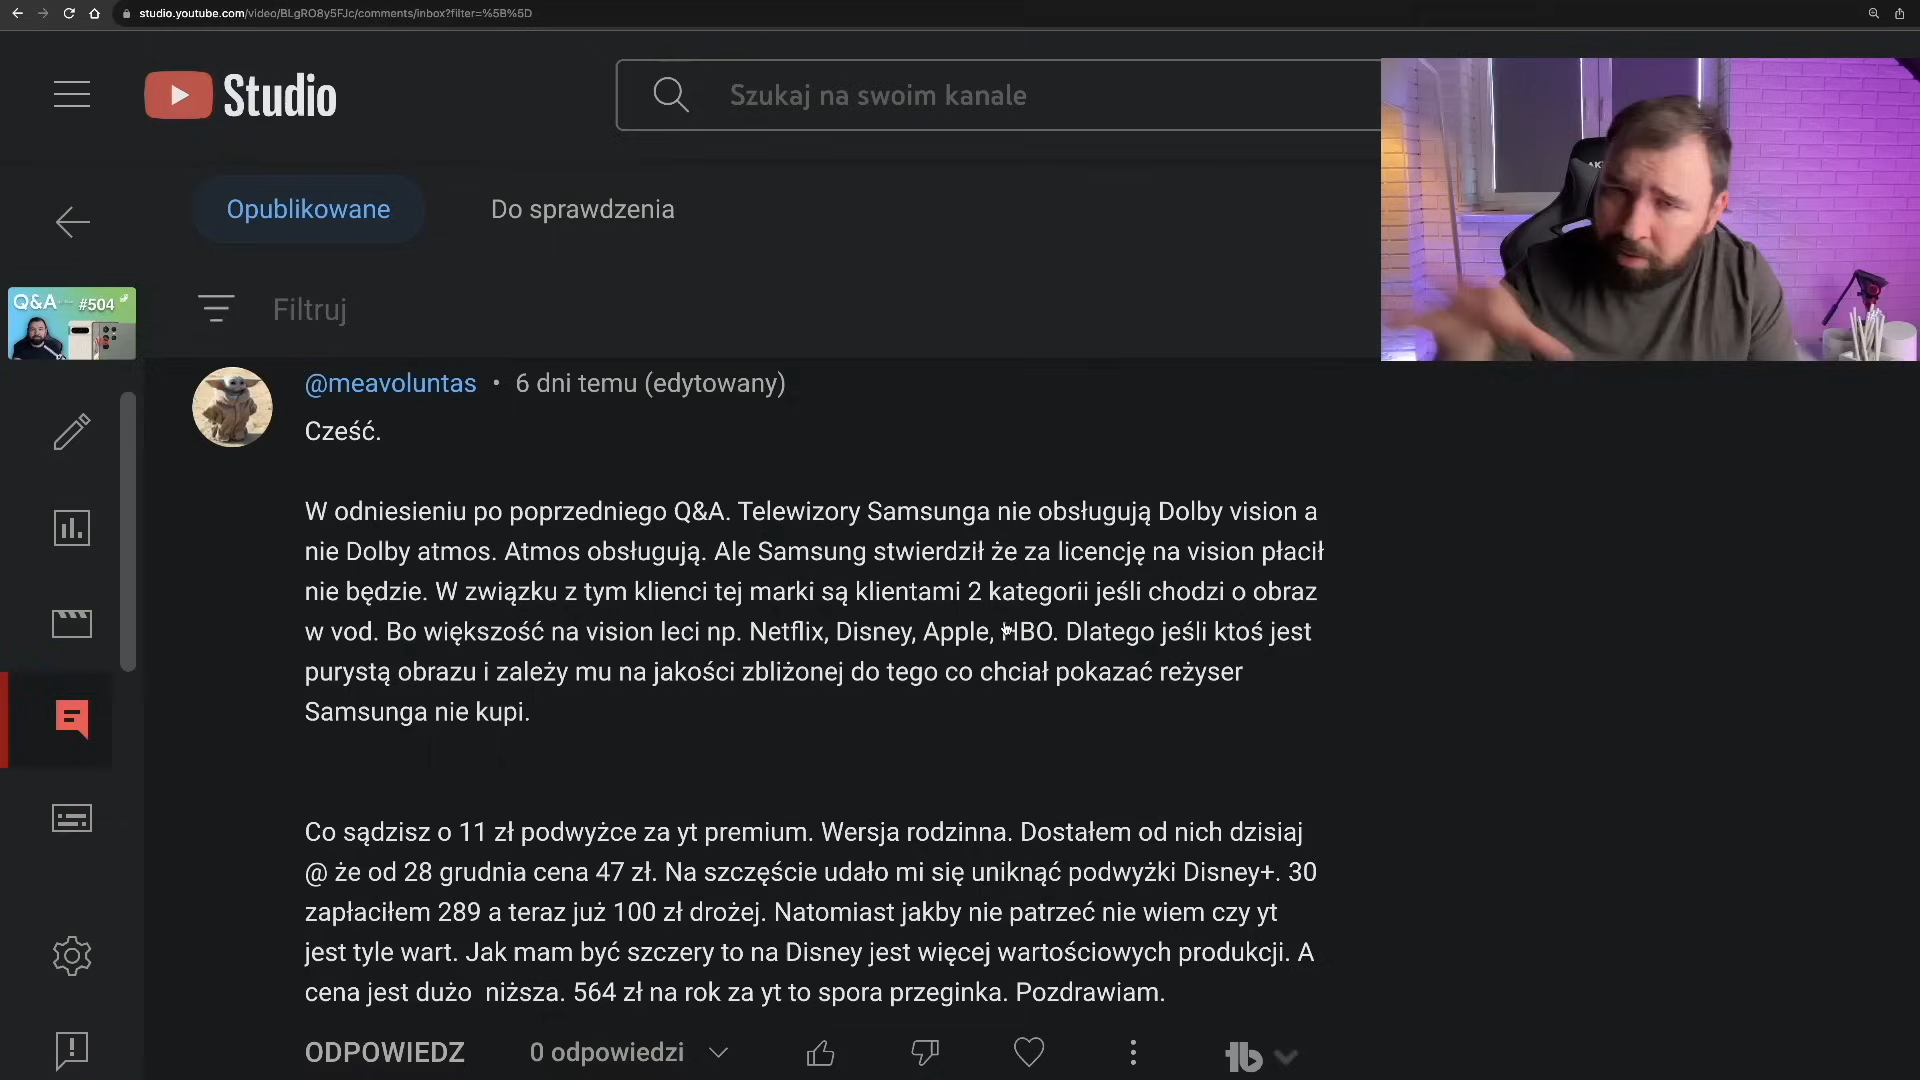 studio.youtube.com/video/BLgRO8y5FJc/comments/inbox?filter=%5B%5D
Studio
Szukaj na swoim kanale
Opublikowane
Do sprawdzenia
Q&A #504
Filtruj
@meavoluntas • 6 dni temu (edytowany)
Cześć.
W odniesieniu po poprzedniego Q&A. Telewizory Samsunga nie obsługują Dolby vision a
nie Dolby atmos. Atmos obsługują. Ale Samsung stwierdził że za licencję na vision płacił
nie będzie. W związku z tym klienci tej marki są klientami 2 kategorii jeśli chodzi o obraz
w vod. Bo większość na vision leci np. Netflix, Disney, Apple, HBO. Dlatego jeśli ktoś jest
purystą obrazu i zależy mu na jakości zbliżonej do tego co chciał pokazać reżyser
Samsunga nie kupi.
Co sądzisz o 11 zł podwyżce za yt premium. Wersja rodzinna. Dostałem od nich dzisiaj
@ że od 28 grudnia cena 47 zł. Na szczęście udało mi się uniknąć podwyżki Disney+. 30
zapłaciłem 289 a teraz już 100 zł drożej. Natomiast jakby nie patrzeć nie wiem czy yt
jest tyle wart. Jak mam być szczery to na Disney jest więcej wartościowych produkcji. A
cena jest dużo  niższa. 564 zł na rok za yt to spora przeginka. Pozdrawiam.
ODPOWIEDZ
0 odpowiedzi